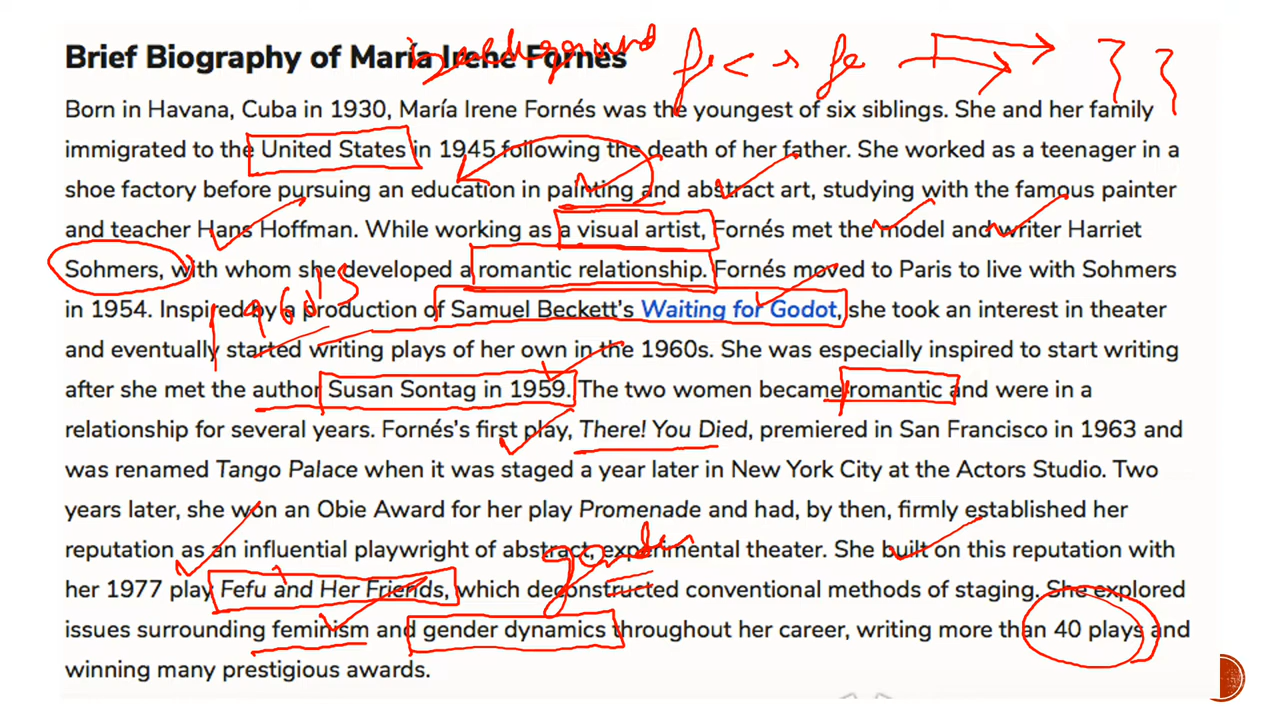 Brief Biography of María Irene Fornés
background
Born in Havana, Cuba in 1930, María Irene Fornés was the youngest of six siblings. She and her family
immigrated to the United States in 1945 following the death of her father. She worked as a teenager in a
shoe factory before pursuing an education in painting and abstract art, studying with the famous painter
and teacher Hans Hoffman. While working as a visual artist, Fornés met the model and writer Harriet
Sohmers, with whom she developed a romantic relationship. Fornés moved to Paris to live with Sohmers
1960's
in 1954. Inspired by a production of Samuel Beckett's Waiting for Godot, she took an interest in theater
and eventually started writing plays of her own in the 1960s. She was especially inspired to start writing
after she met the author Susan Sontag in 1959. The two women became romantic and were in a
relationship for several years. Fornés's first play, There! You Died, premiered in San Francisco in 1963 and
was renamed Tango Palace when it was staged a year later in New York City at the Actors Studio. Two
years later, she won an Obie Award for her play Promenade and had, by then, firmly established her
reputation as an influential playwright of abstract, experimental theater. She built on this reputation with
gender
her 1977 play Fefu and Her Friends, which deconstructed conventional methods of staging. She explored
issues surrounding feminism and gender dynamics throughout her career, writing more than 40 plays and
winning many prestigious awards.